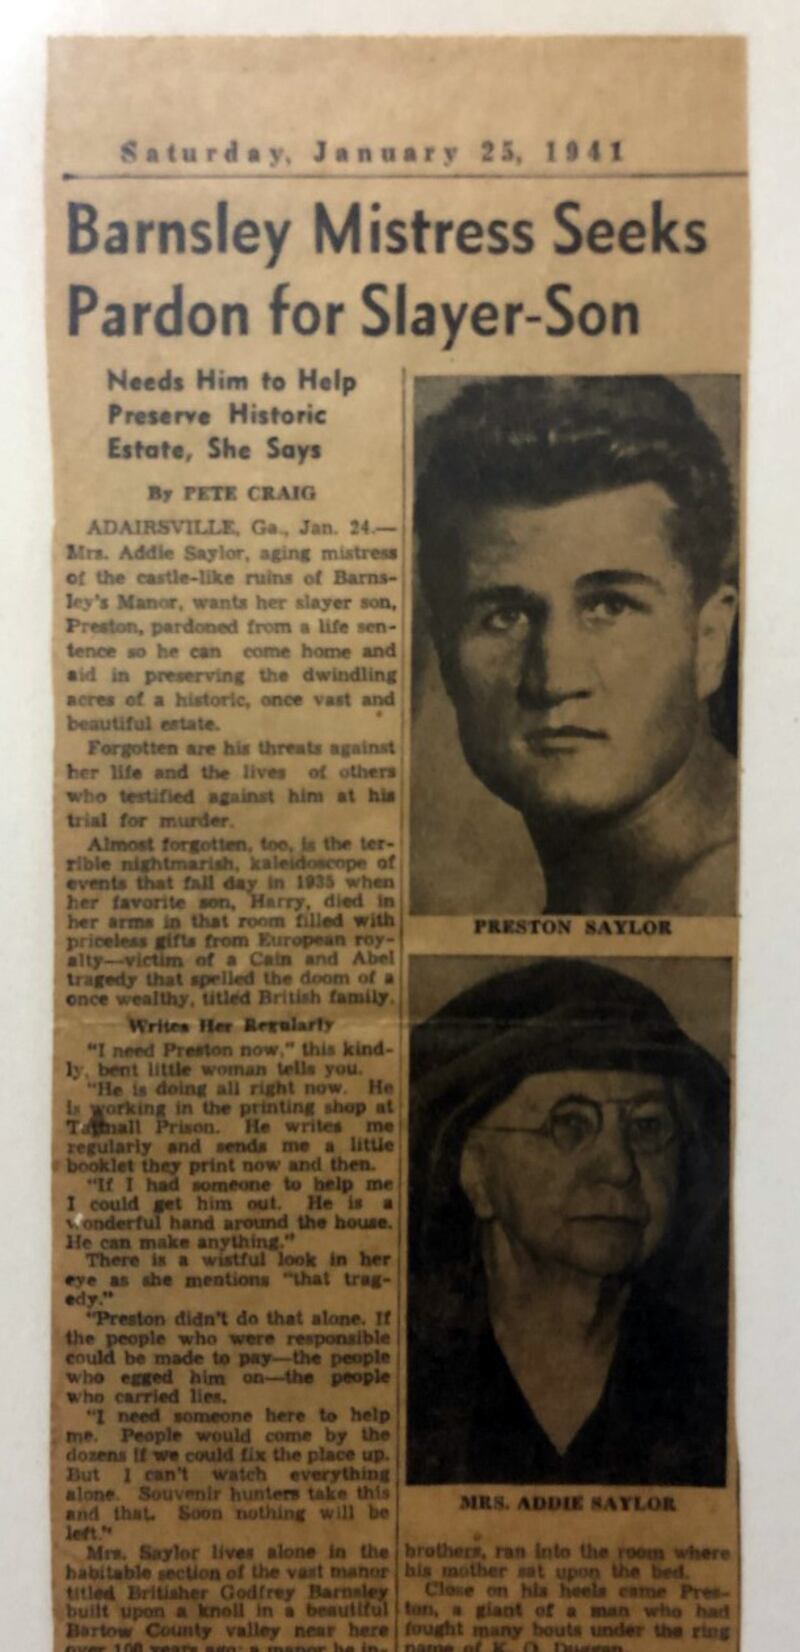 Saturday, January 25, 1941
Barnsley Mistress Seeks
Pardon for Slayer-Son
Needs Him to Help
Preserve Historic
Estate, She Says
By PETE CRAIG
ADAIRSVILLE, Ga., Jan. 24.—
Mrs. Addie Saylor, aging mistress
of the castle-like ruins of Barns-
ley's Manor, wants her slayer son,
Preston, pardoned from a life sen-
tence so he can come home and
aid in preserving the dwindling
acres of a historic, once vast and
beautiful estate.
Forgotten are his threats against
her life and the lives of others
who testified against him at his
trial for murder.
Almost forgotten, too, is the ter-
rible nightmarish, kaleidoscope of
events that fall day in 1935 when
her favorite son, Harry, died in
her arms in that room filled with
priceless gifts from European roy-
alty—victim of a Cain and Abel
tragedy that spelled the doom of a
once wealthy, titled British family.
Writes Her Regularly
"I need Preston now," this kind-
ly, bent little woman tells you.
"He is doing all right now. He
is working in the printing shop at
Tattnall Prison. He writes me
regularly and sends me a little
booklet they print now and then.
"If I had someone to help me
I could get him out. He is a
wonderful hand around the house.
He can make anything."
There is a wistful look in her
eye as she mentions "that trag-
edy."
"Preston didn't do that alone. If
the people who were responsible
could be made to pay—the people
who egged him on—the people
who carried lies.
"I need someone here to help
me. People would come by the
dozens if we could fix the place up.
But I can't watch everything
alone. Souvenir hunters take this
and that. Soon nothing will be
left."
Mrs. Saylor lives alone in the
habitable section of the vast manor
titled Britisher Godfrey Barnsley
built upon a knoll in a beautiful
Bartow County valley near here
over 100 years ago; a manor he in-
PRESTON SAYLOR
MRS. ADDIE SAYLOR
brothers, ran into the room where
his mother sat upon the bed.
Close on his heels came Pres-
ton, a giant of a man who had
fought many bouts under the ring
name of K. O. Duggan